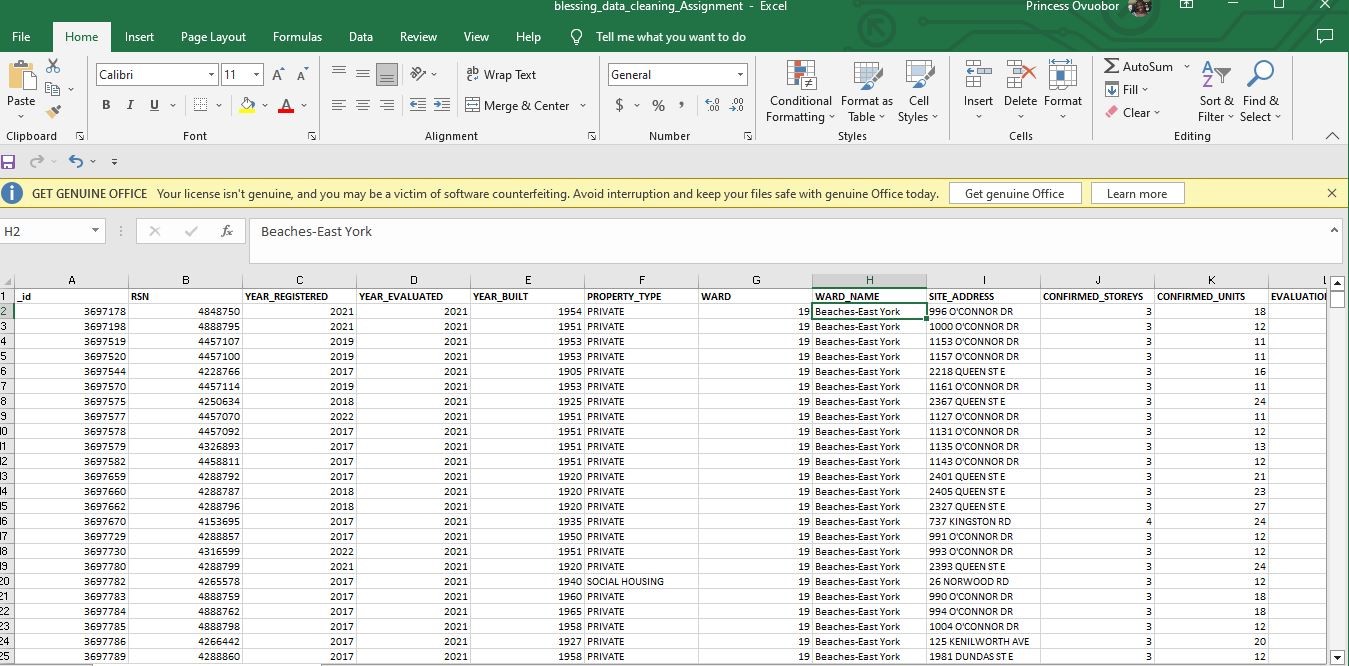 blessing_data_cleaning_Assignment - Excel Princess Ovuobor
File Home Insert Page Layout Formulas Data Review View Help Tell me what you want to do
Calibri 11 Wrap Text General AutoSum
Paste B I U Merge & Center $ % Conditional Formatting Format as Table Cell Styles Insert Delete Format Fill Clear Sort & Filter Find & Select
Clipboard Font Alignment Number Styles Cells Editing
GET GENUINE OFFICE Your license isn't genuine, and you may be a victim of software counterfeiting. Avoid interruption and keep your files safe with genuine Office today. Get genuine Office Learn more
H2 fx Beaches-East York
A B C D E F G H I J K L
1 _id RSN YEAR_REGISTERED YEAR_EVALUATED YEAR_BUILT PROPERTY_TYPE WARD WARD_NAME SITE_ADDRESS CONFIRMED_STOREYS CONFIRMED_UNITS EVALUATIO
2 3697178 4848750 2021 2021 1954 PRIVATE 19 Beaches-East York 996 O'CONNOR DR 3 18
3 3697198 4888795 2021 2021 1951 PRIVATE 19 Beaches-East York 1000 O'CONNOR DR 3 12
4 3697519 4457107 2019 2021 1953 PRIVATE 19 Beaches-East York 1153 O'CONNOR DR 3 11
5 3697520 4457100 2019 2021 1953 PRIVATE 19 Beaches-East York 1157 O'CONNOR DR 3 11
6 3697544 4228766 2017 2021 1905 PRIVATE 19 Beaches-East York 2218 QUEEN ST E 3 16
7 3697570 4457114 2019 2021 1953 PRIVATE 19 Beaches-East York 1161 O'CONNOR DR 3 11
8 3697575 4250634 2018 2021 1925 PRIVATE 19 Beaches-East York 2367 QUEEN ST E 3 24
9 3697577 4457070 2022 2021 1951 PRIVATE 19 Beaches-East York 1127 O'CONNOR DR 3 11
10 3697578 4457092 2017 2021 1951 PRIVATE 19 Beaches-East York 1131 O'CONNOR DR 3 12
11 3697579 4326893 2017 2021 1951 PRIVATE 19 Beaches-East York 1135 O'CONNOR DR 3 13
12 3697582 4458811 2017 2021 1951 PRIVATE 19 Beaches-East York 1143 O'CONNOR DR 3 12
13 3697659 4288792 2017 2021 1920 PRIVATE 19 Beaches-East York 2401 QUEEN ST E 3 21
14 3697660 4288787 2018 2021 1920 PRIVATE 19 Beaches-East York 2405 QUEEN ST E 3 23
15 3697662 4288796 2018 2021 1920 PRIVATE 19 Beaches-East York 2327 QUEEN ST E 3 27
16 3697670 4153695 2017 2021 1935 PRIVATE 19 Beaches-East York 737 KINGSTON RD 4 24
17 3697729 4288857 2017 2021 1950 PRIVATE 19 Beaches-East York 991 O'CONNOR DR 3 12
18 3697730 4316599 2022 2021 1951 PRIVATE 19 Beaches-East York 993 O'CONNOR DR 3 12
19 3697780 4288799 2021 2021 1920 PRIVATE 19 Beaches-East York 2393 QUEEN ST E 3 24
20 3697782 4265578 2017 2021 1940 SOCIAL HOUSING 19 Beaches-East York 26 NORWOOD RD 3 12
21 3697783 4888759 2017 2021 1960 PRIVATE 19 Beaches-East York 990 O'CONNOR DR 3 18
22 3697784 4888762 2017 2021 1965 PRIVATE 19 Beaches-East York 994 O'CONNOR DR 3 18
23 3697785 4888798 2017 2021 1958 PRIVATE 19 Beaches-East York 1004 O'CONNOR DR 3 12
24 3697786 4266442 2017 2021 1927 PRIVATE 19 Beaches-East York 125 KENILWORTH AVE 3 20
25 3697789 4288860 2017 2021 1958 PRIVATE 19 Beaches-East York 1981 DUNDAS ST E 3 12